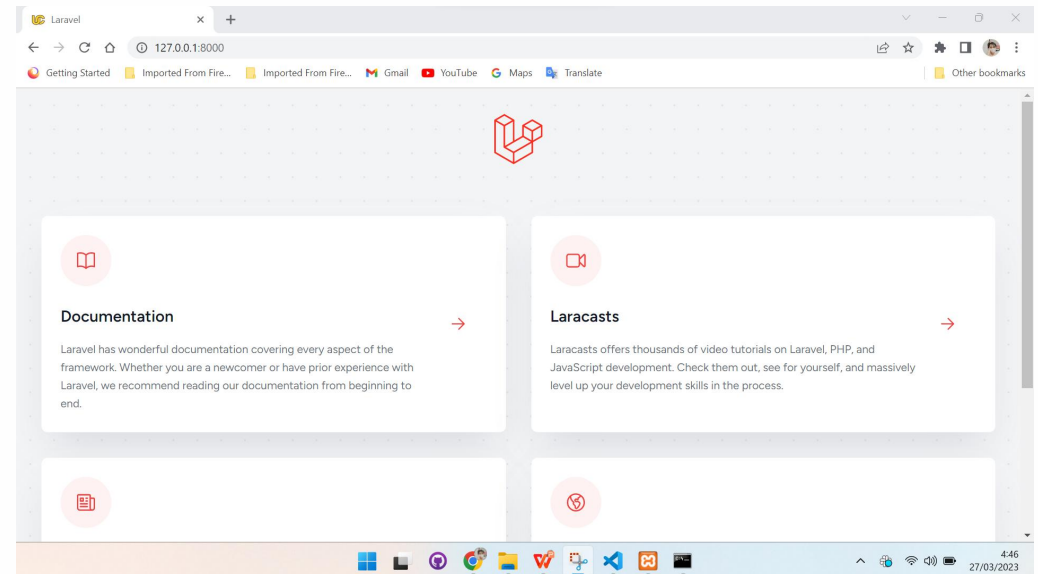 Laravel
127.0.0.1:8000
Getting Started Imported From Fire... Imported From Fire... Gmail YouTube Maps Translate Other bookmarks
Documentation
Laravel has wonderful documentation covering every aspect of the
framework. Whether you are a newcomer or have prior experience with
Laravel, we recommend reading our documentation from beginning to
end.
Laracasts
Laracasts offers thousands of video tutorials on Laravel, PHP, and
JavaScript development. Check them out, see for yourself, and massively
level up your development skills in the process.
4:46
27/03/2023